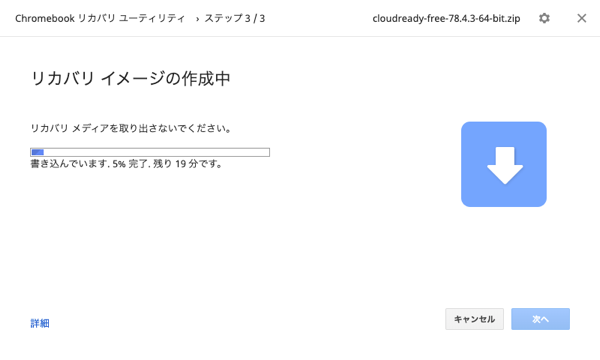 Chromebook リカバリ ユーティリティ › ステップ 3 / 3 cloudready-free-78.4.3-64-bit.zip
リカバリ イメージの作成中
リカバリ メディアを取り出さないでください。
書き込んでいます. 5% 完了. 残り 19 分です。
詳細 キャンセル 次へ